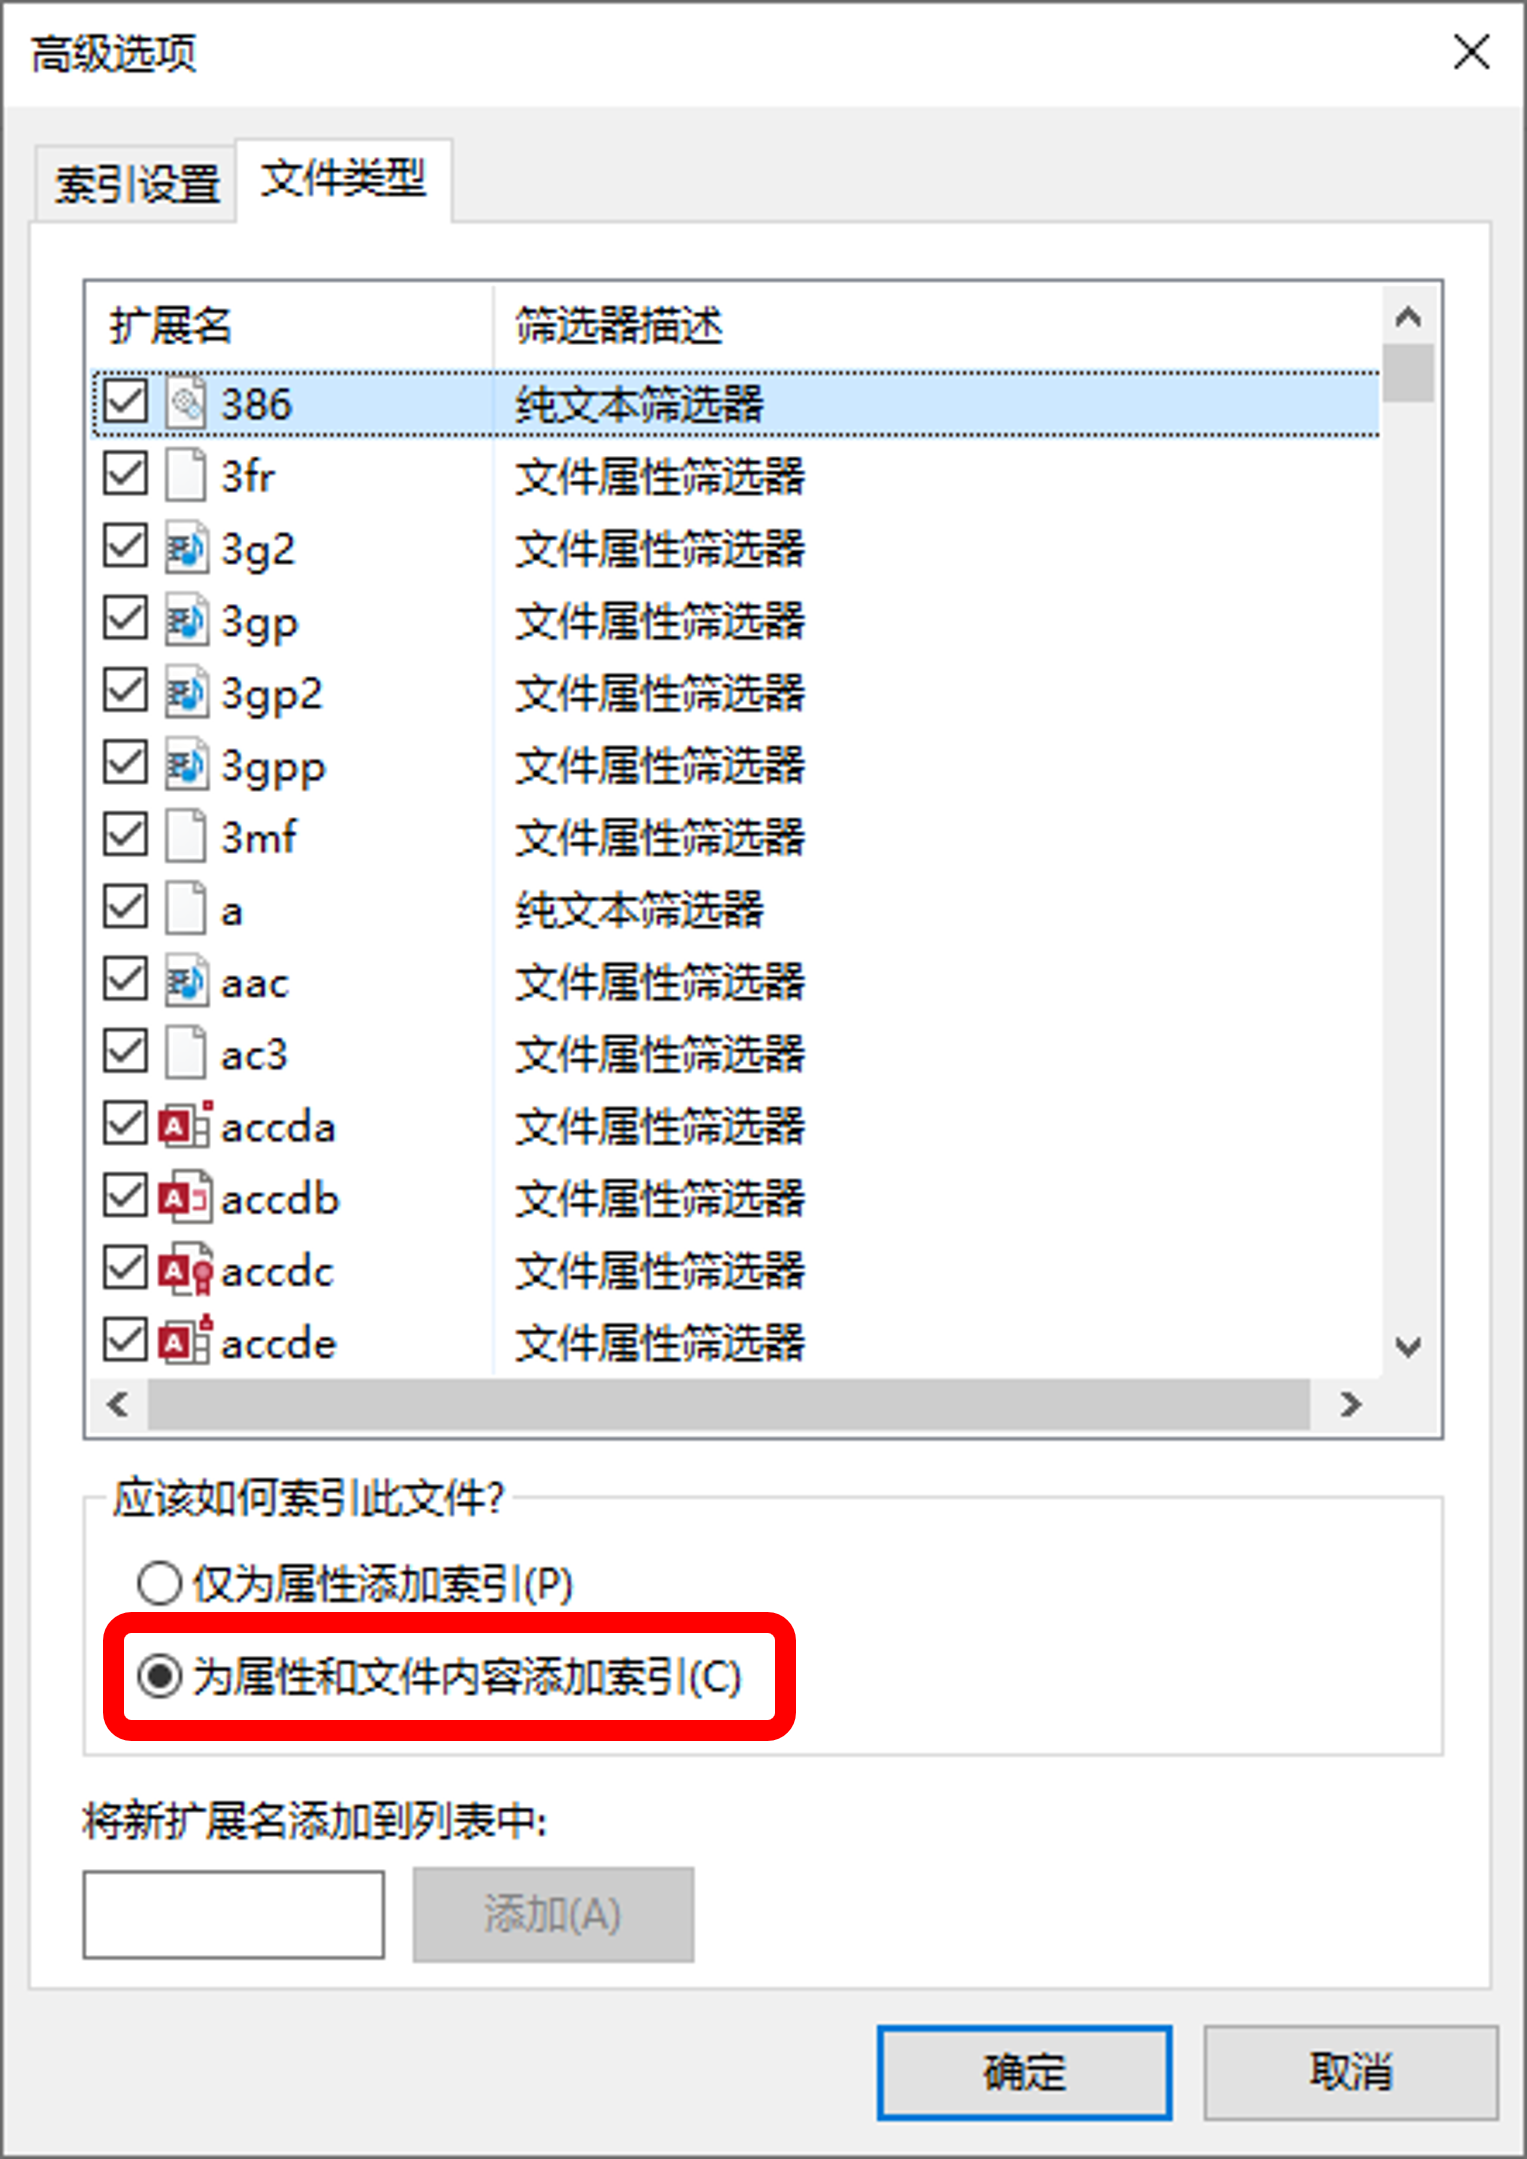 高级选项
索引设置 文件类型
扩展名 筛选器描述
386 纯文本筛选器
3fr 文件属性筛选器
3g2 文件属性筛选器
3gp 文件属性筛选器
3gp2 文件属性筛选器
3gpp 文件属性筛选器
3mf 文件属性筛选器
a 纯文本筛选器
aac 文件属性筛选器
ac3 文件属性筛选器
accda 文件属性筛选器
accdb 文件属性筛选器
accdc 文件属性筛选器
accde 文件属性筛选器
应该如何索引此文件?
仅为属性添加索引(P)
为属性和文件内容添加索引(C)
将新扩展名添加到列表中:
添加(A)
确定 取消